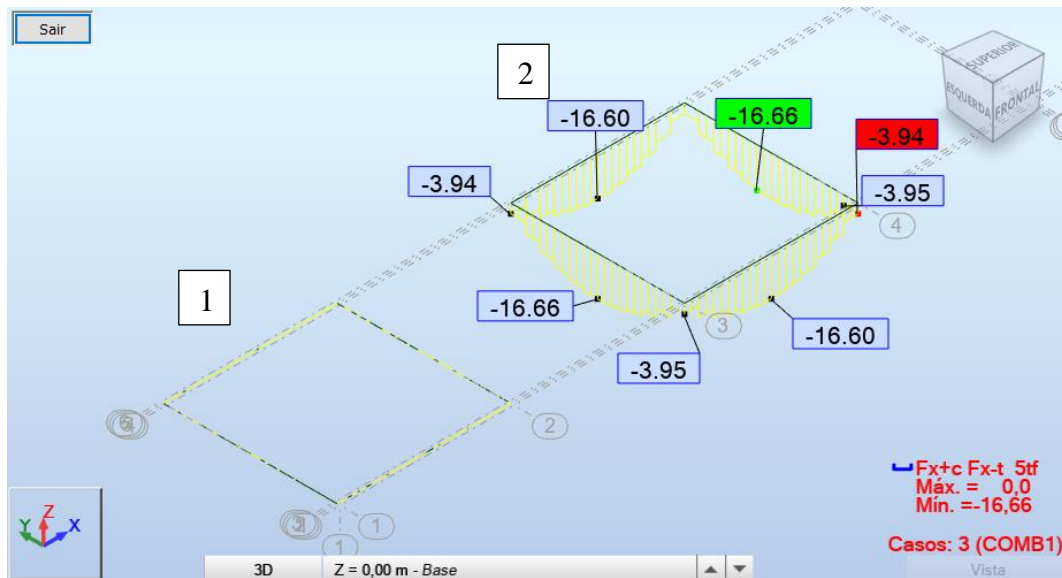 Sair
2
-16.60
-16.66
-3.94
-3.94
-3.95
4
1
-16.66
3
-16.60
-3.95
2
1
1
SUPERIOR
ESQUERDA
FRONTAL
Fx+c Fx-t 5tf
Máx. = 0,0
Mín. =-16,66
Casos: 3 (COMB1)
Z
Y
X
3D
Z = 0,00 m - Base
Vista